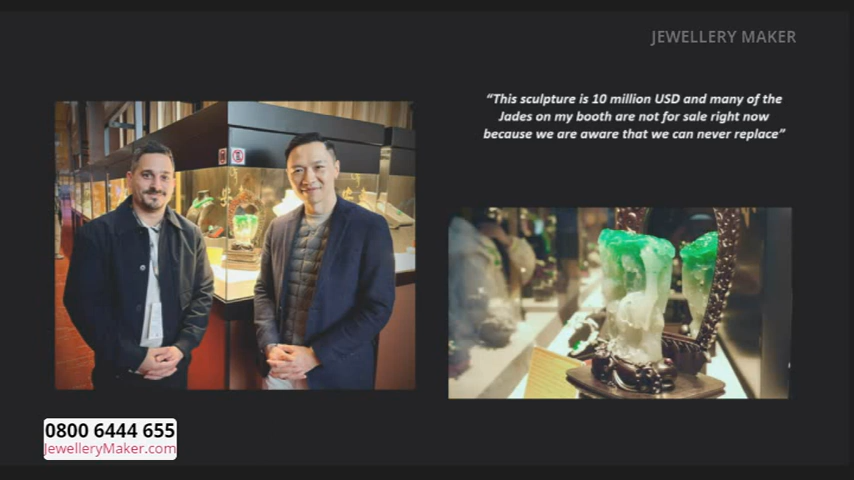 JEWELLERY MAKER
“This sculpture is 10 million USD and many of the
Jades on my booth are not for sale right now
because we are aware that we can never replace”
0800 6444 655
JewelleryMaker.com